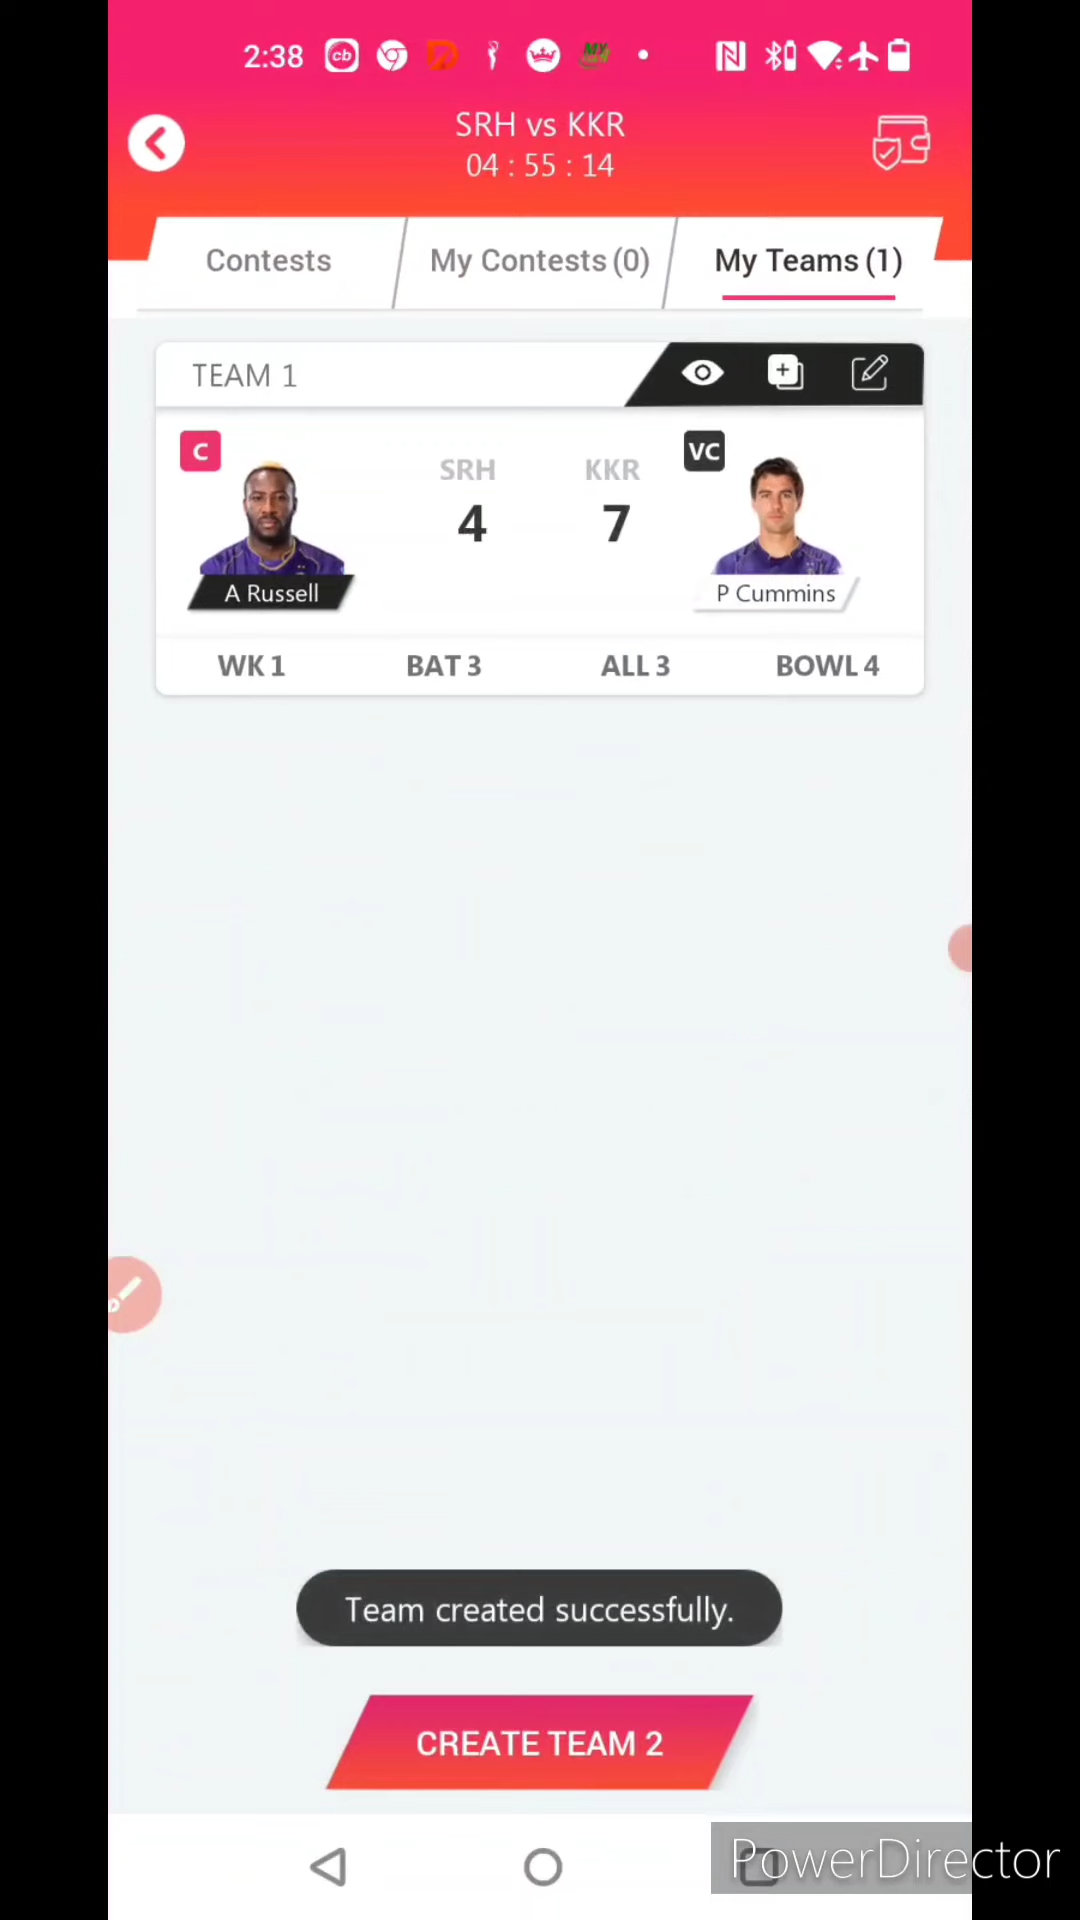 2:38
SRH vs KKR
04 : 55 : 14
Contests
My Contests (0)
My Teams (1)
TEAM 1
C
SRH
KKR
VC
4
7
A Russell
P Cummins
WK 1
BAT 3
ALL 3
BOWL 4
Team created successfully.
CREATE TEAM 2
PowerDirector